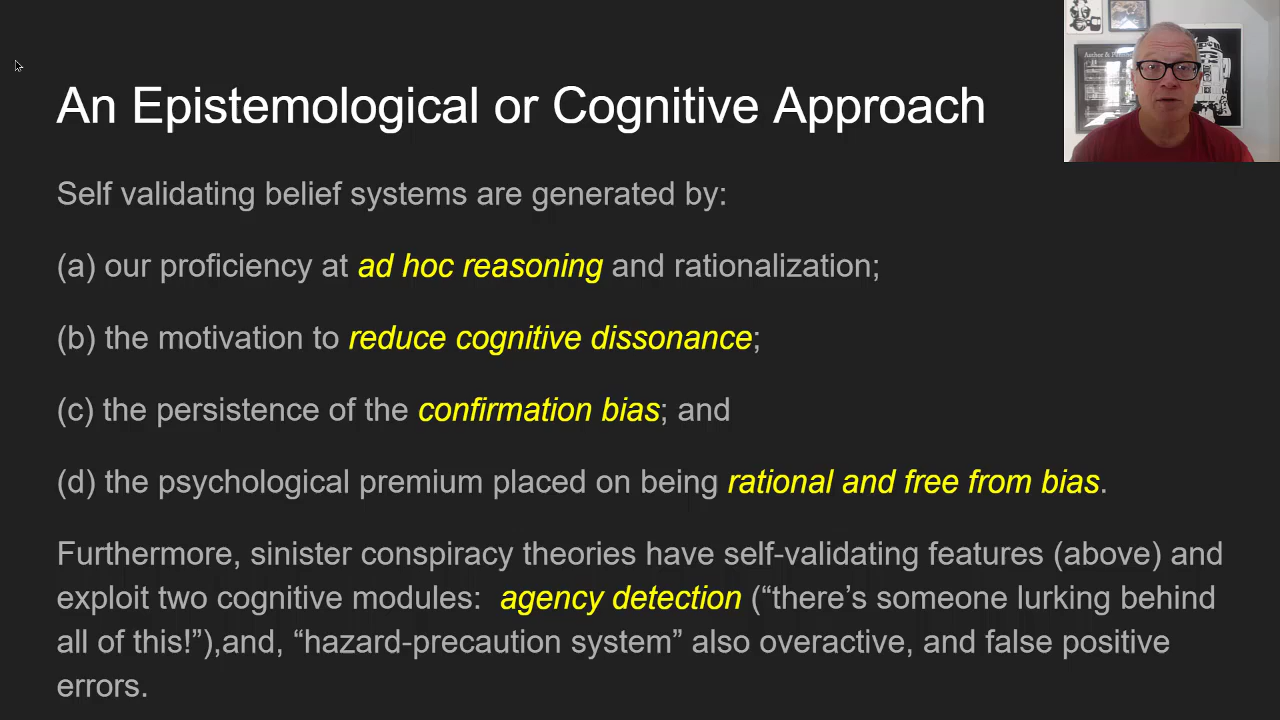 An Epistemological or Cognitive Approach
Self validating belief systems are generated by:
(a) our proficiency at ad hoc reasoning and rationalization;
(b) the motivation to reduce cognitive dissonance;
(c) the persistence of the confirmation bias; and
(d) the psychological premium placed on being rational and free from bias.
Furthermore, sinister conspiracy theories have self-validating features (above) and
exploit two cognitive modules:  agency detection (“there’s someone lurking behind
all of this!”),and, “hazard-precaution system” also overactive, and false positive
errors.